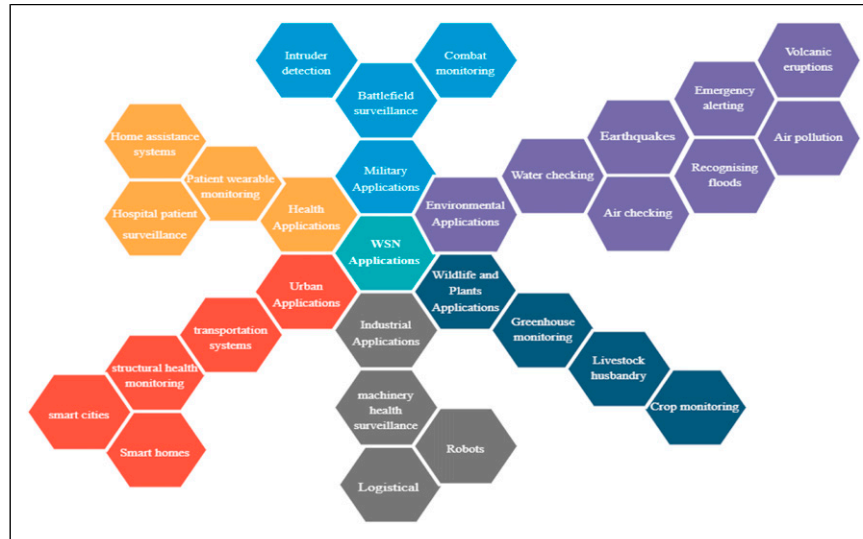 Intruder
detection
Combat
monitoring
Battlefield
surveillance
Military
Applications
Volcanic
eruptions
Emergency
alerting
Air pollution
Earthquakes
Recognising
floods
Water checking
Air checking
Environmental
Applications
Home assistance
systems
Patient wearable
monitoring
Hospital patient
surveillance
Health
Applications
WSN
Applications
Urban
Applications
transportation
systems
structural health
monitoring
smart cities
Smart homes
Industrial
Applications
machinery
health
surveillance
Robots
Logistical
Wildlife and
Plants
Applications
Greenhouse
monitoring
Livestock
husbandry
Crop monitoring